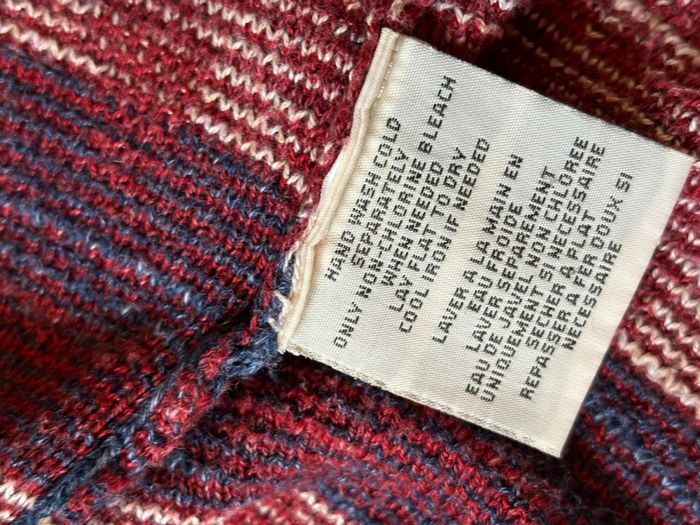 HAND WASH COLD
SEPARATELY
ONLY NON-CHLORINE BLEACH
WHEN NEEDED
LAY FLAT TO DRY
COOL IRON IF NEEDED
LAVER A LA MAIN EN
EAU FROIDE
LAVER SEPAREMENT
EAU DE JAVEL NON CHLOREE
UNIQUEMENT SI NECESSAIRE
SEHER A PLAT
REPASSER A FER DOUX SI
NECESSAIRE